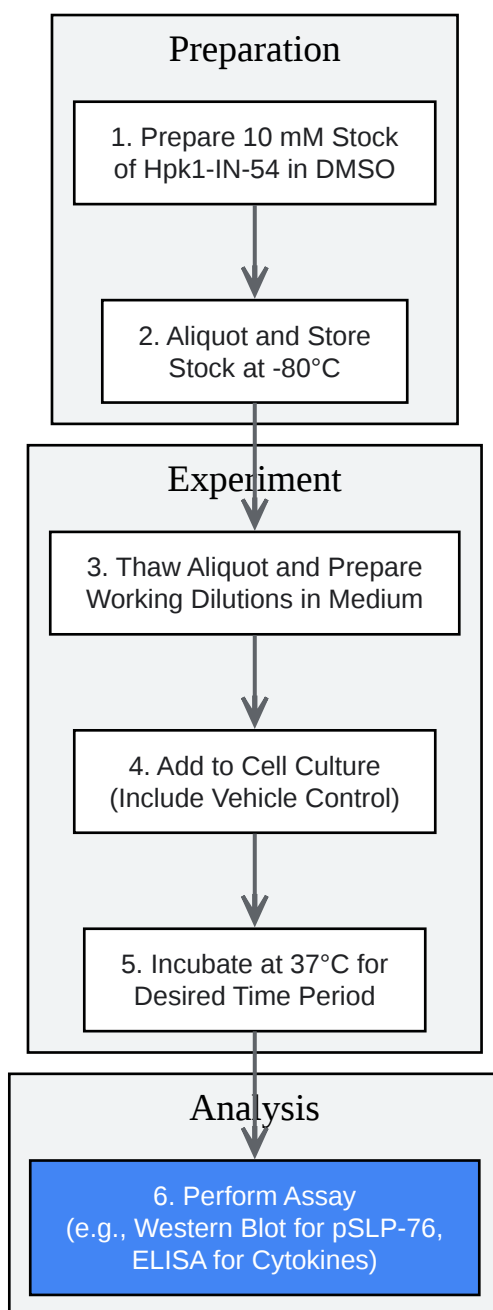 Preparation
1. Prepare 10 mM Stock
of Hpk1-IN-54 in DMSO
2. Aliquot and Store
Stock at -80°C
Experiment
3. Thaw Aliquot and Prepare
Working Dilutions in Medium
4. Add to Cell Culture
(Include Vehicle Control)
5. Incubate at 37°C for
Desired Time Period
Analysis
6. Perform Assay
(e.g., Western Blot for pSLP-76,
ELISA for Cytokines)